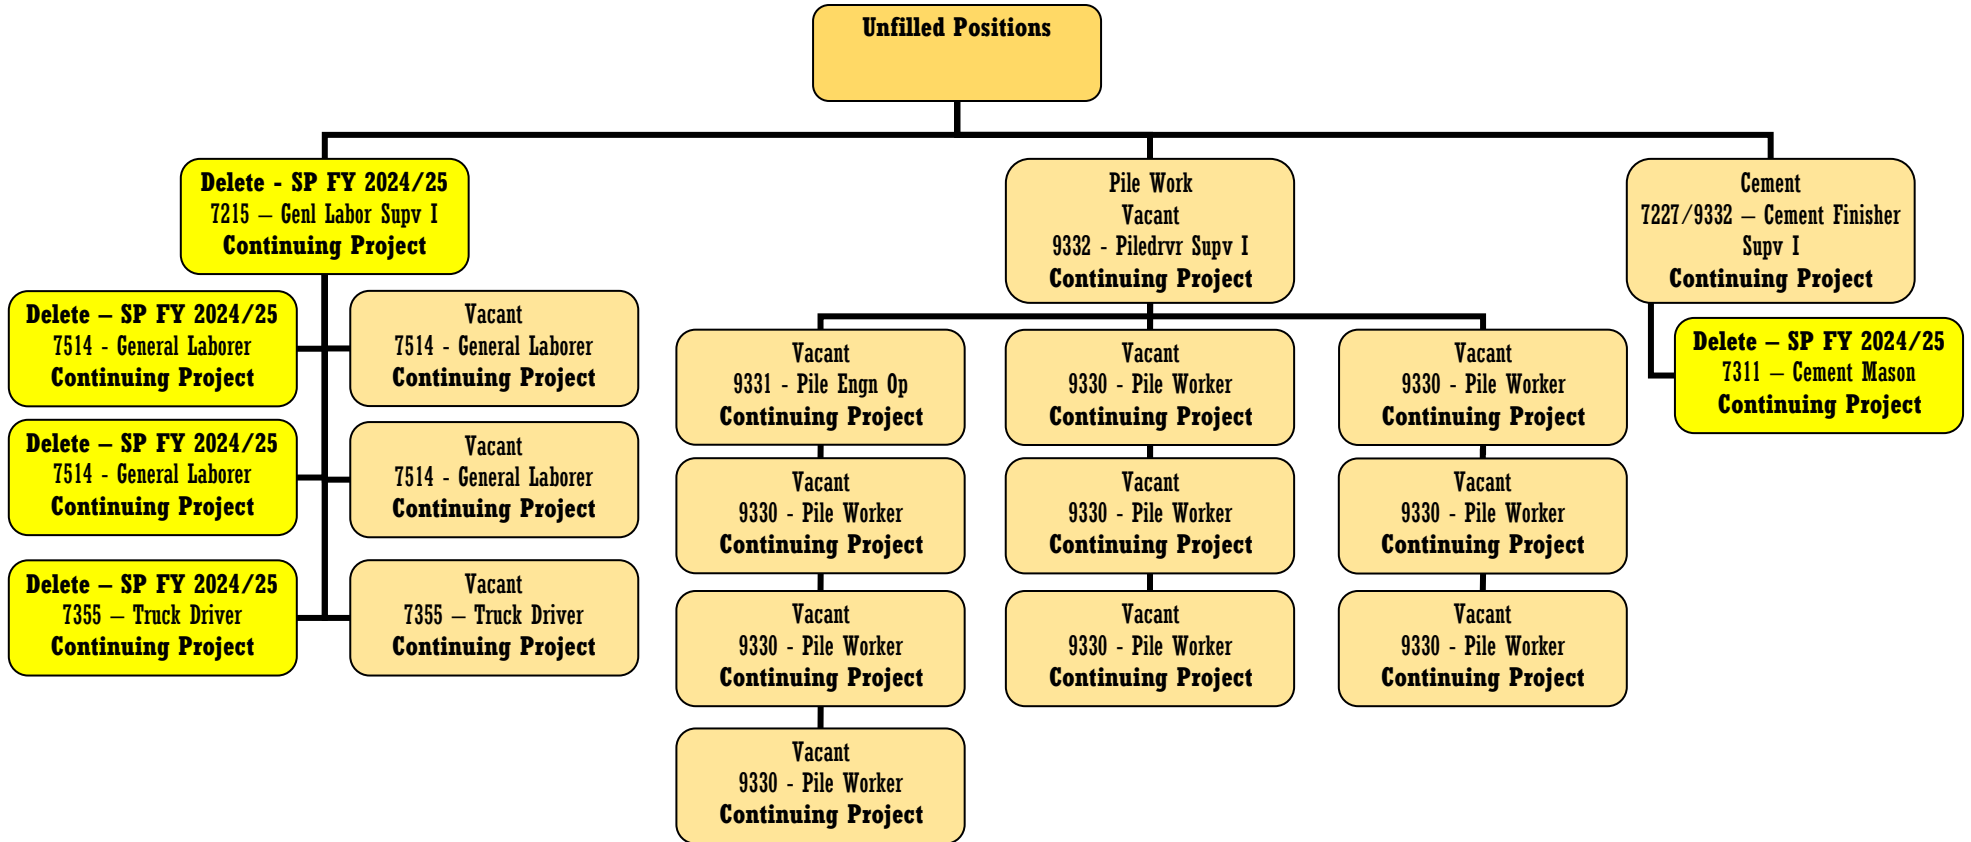 Unfilled Positions
Delete - SP FY 2024/25
7215 – Genl Labor Supv I
Continuing Project
Delete – SP FY 2024/25
7514 - General Laborer
Continuing Project
Vacant
7514 - General Laborer
Continuing Project
Delete – SP FY 2024/25
7514 - General Laborer
Continuing Project
Vacant
7514 - General Laborer
Continuing Project
Delete – SP FY 2024/25
7355 – Truck Driver
Continuing Project
Vacant
7355 – Truck Driver
Continuing Project
Pile Work
Vacant
9332 - Piledrvr Supv I
Continuing Project
Vacant
9331 - Pile Engn Op
Continuing Project
Vacant
9330 - Pile Worker
Continuing Project
Vacant
9330 - Pile Worker
Continuing Project
Vacant
9330 - Pile Worker
Continuing Project
Vacant
9330 - Pile Worker
Continuing Project
Vacant
9330 - Pile Worker
Continuing Project
Vacant
9330 - Pile Worker
Continuing Project
Vacant
9330 - Pile Worker
Continuing Project
Vacant
9330 - Pile Worker
Continuing Project
Vacant
9330 - Pile Worker
Continuing Project
Cement
7227/9332 – Cement Finisher
Supv I
Continuing Project
Delete – SP FY 2024/25
7311 – Cement Mason
Continuing Project